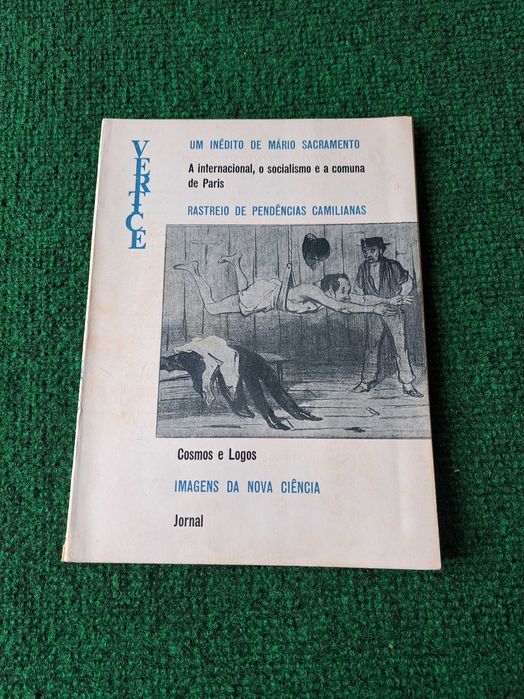 VERTICE
UM INÉDITO DE MÁRIO SACRAMENTO
A internacional, o socialismo e a comuna
de Paris
RASTREIO DE PENDÊNCIAS CAMILIANAS
Cosmos e Logos
IMAGENS DA NOVA CIÊNCIA
Jornal